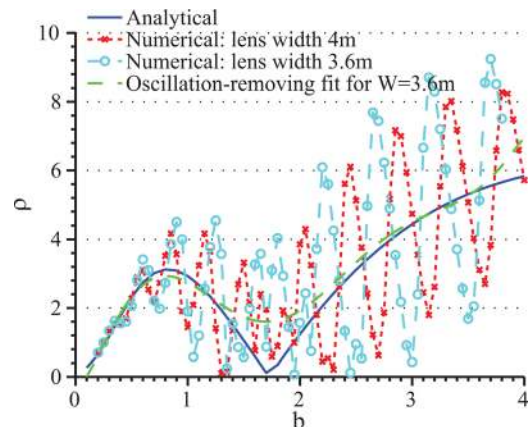 Analytical
Numerical: lens width 4m
Numerical: lens width 3.6m
Oscillation-removing fit for W=3.6m
10
8
6
4
2
0
ρ
0 1 2 3 4
b